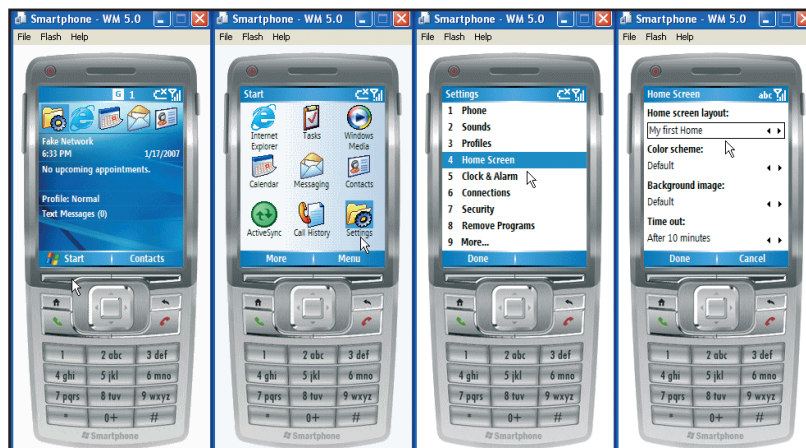 Smartphone - WM 5.0
File Flash Help
G 1
Fake Network
6:33 PM 1/17/2007
No upcoming appointments.
Profile: Normal
Text Messages (0)
Start Contacts
1 2 abc 3 def
4 ghi 5 jkl 6 mno
7 pqrs 8 tuv 9 wxyz
* 0+ #
Smartphone
Smartphone - WM 5.0
File Flash Help
Start
Internet Explorer Tasks Windows Media
Calendar Messaging Contacts
ActiveSync Call History Settings
More Menu
1 2 abc 3 def
4 ghi 5 jkl 6 mno
7 pqrs 8 tuv 9 wxyz
* 0+ #
Smartphone
Smartphone - WM 5.0
File Flash Help
Settings
1 Phone
2 Sounds
3 Profiles
4 Home Screen
5 Clock & Alarm
6 Connections
7 Security
8 Remove Programs
9 More...
Done
1 2 abc 3 def
4 ghi 5 jkl 6 mno
7 pqrs 8 tuv 9 wxyz
* 0+ #
Smartphone
Smartphone - WM 5.0
File Flash Help
Home Screen abc
Home screen layout:
My first Home
Color scheme:
Default
Background image:
Default
Time out:
After 10 minutes
Done Cancel
1 2 abc 3 def
4 ghi 5 jkl 6 mno
7 pqrs 8 tuv 9 wxyz
* 0+ #
Smartphone